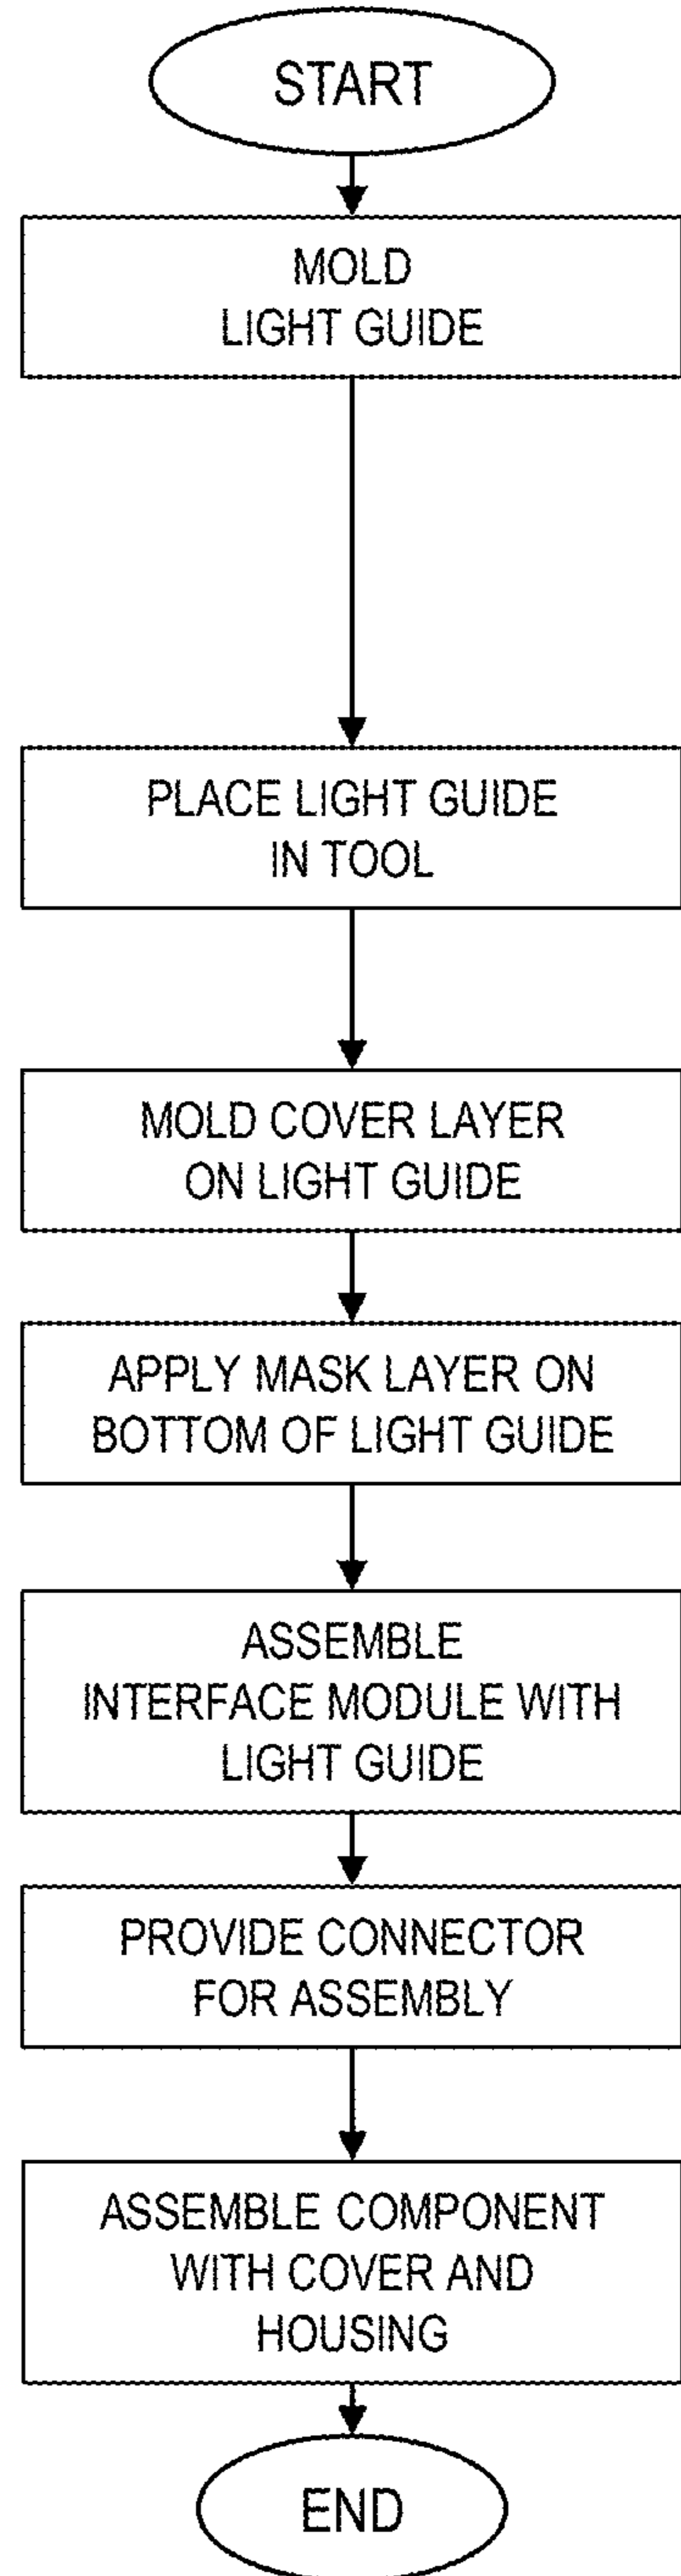 START
MOLD
LIGHT GUIDE
PLACE LIGHT GUIDE
IN TOOL
MOLD COVER LAYER
ON LIGHT GUIDE
APPLY MASK LAYER ON
BOTTOM OF LIGHT GUIDE
ASSEMBLE
INTERFACE MODULE WITH
LIGHT GUIDE
PROVIDE CONNECTOR
FOR ASSEMBLY
ASSEMBLE COMPONENT
WITH COVER AND
HOUSING
END